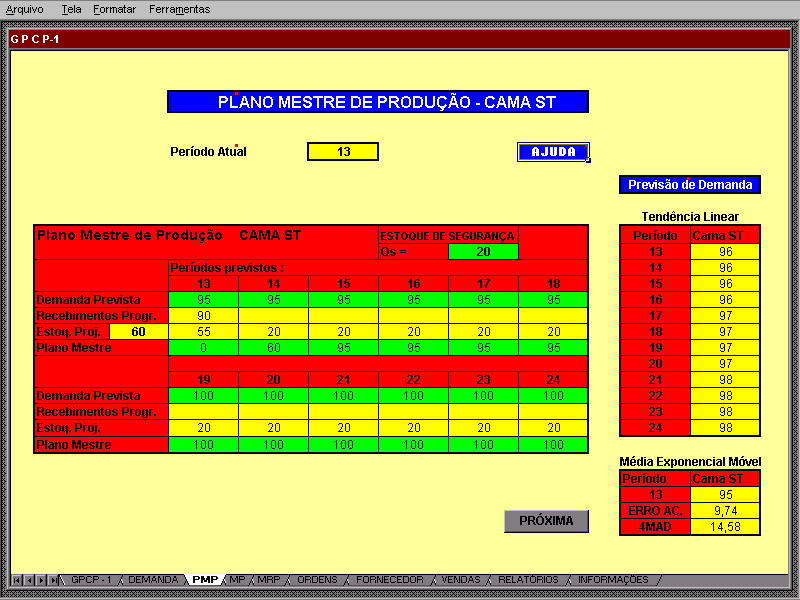 Arquivo Tela Formatar Ferramentas
G P C P-1
PLANO MESTRE DE PRODUÇÃO - CAMA ST
Período Atual 13 AJUDA
Previsão de Demanda
Tendência Linear
Período Cama ST
13 96
14 96
15 96
16 96
17 97
18 97
19 97
20 97
21 98
22 98
23 98
24 98
Plano Mestre de Produção CAMA ST ESTOQUE DE SEGURANÇA
Qs = 20
Períodos previstos :
13 14 15 16 17 18
Demanda Prevista 95 95 95 95 95 95
Recebimentos Progr. 90
Estoq. Proj. 60 55 20 20 20 20 20
Plano Mestre 0 60 95 95 95 95
19 20 21 22 23 24
Demanda Prevista 100 100 100 100 100 100
Recebimentos Progr.
Estoq. Proj. 20 20 20 20 20 20
Plano Mestre 100 100 100 100 100 100
Média Exponencial Móvel
Período Cama ST
13 95
ERRO AC. 9,74
4MAD 14,58
PRÓXIMA
GPCP - 1 DEMANDA PMP MP MRP ORDENS FORNECEDOR VENDAS RELATÓRIOS INFORMAÇÕES